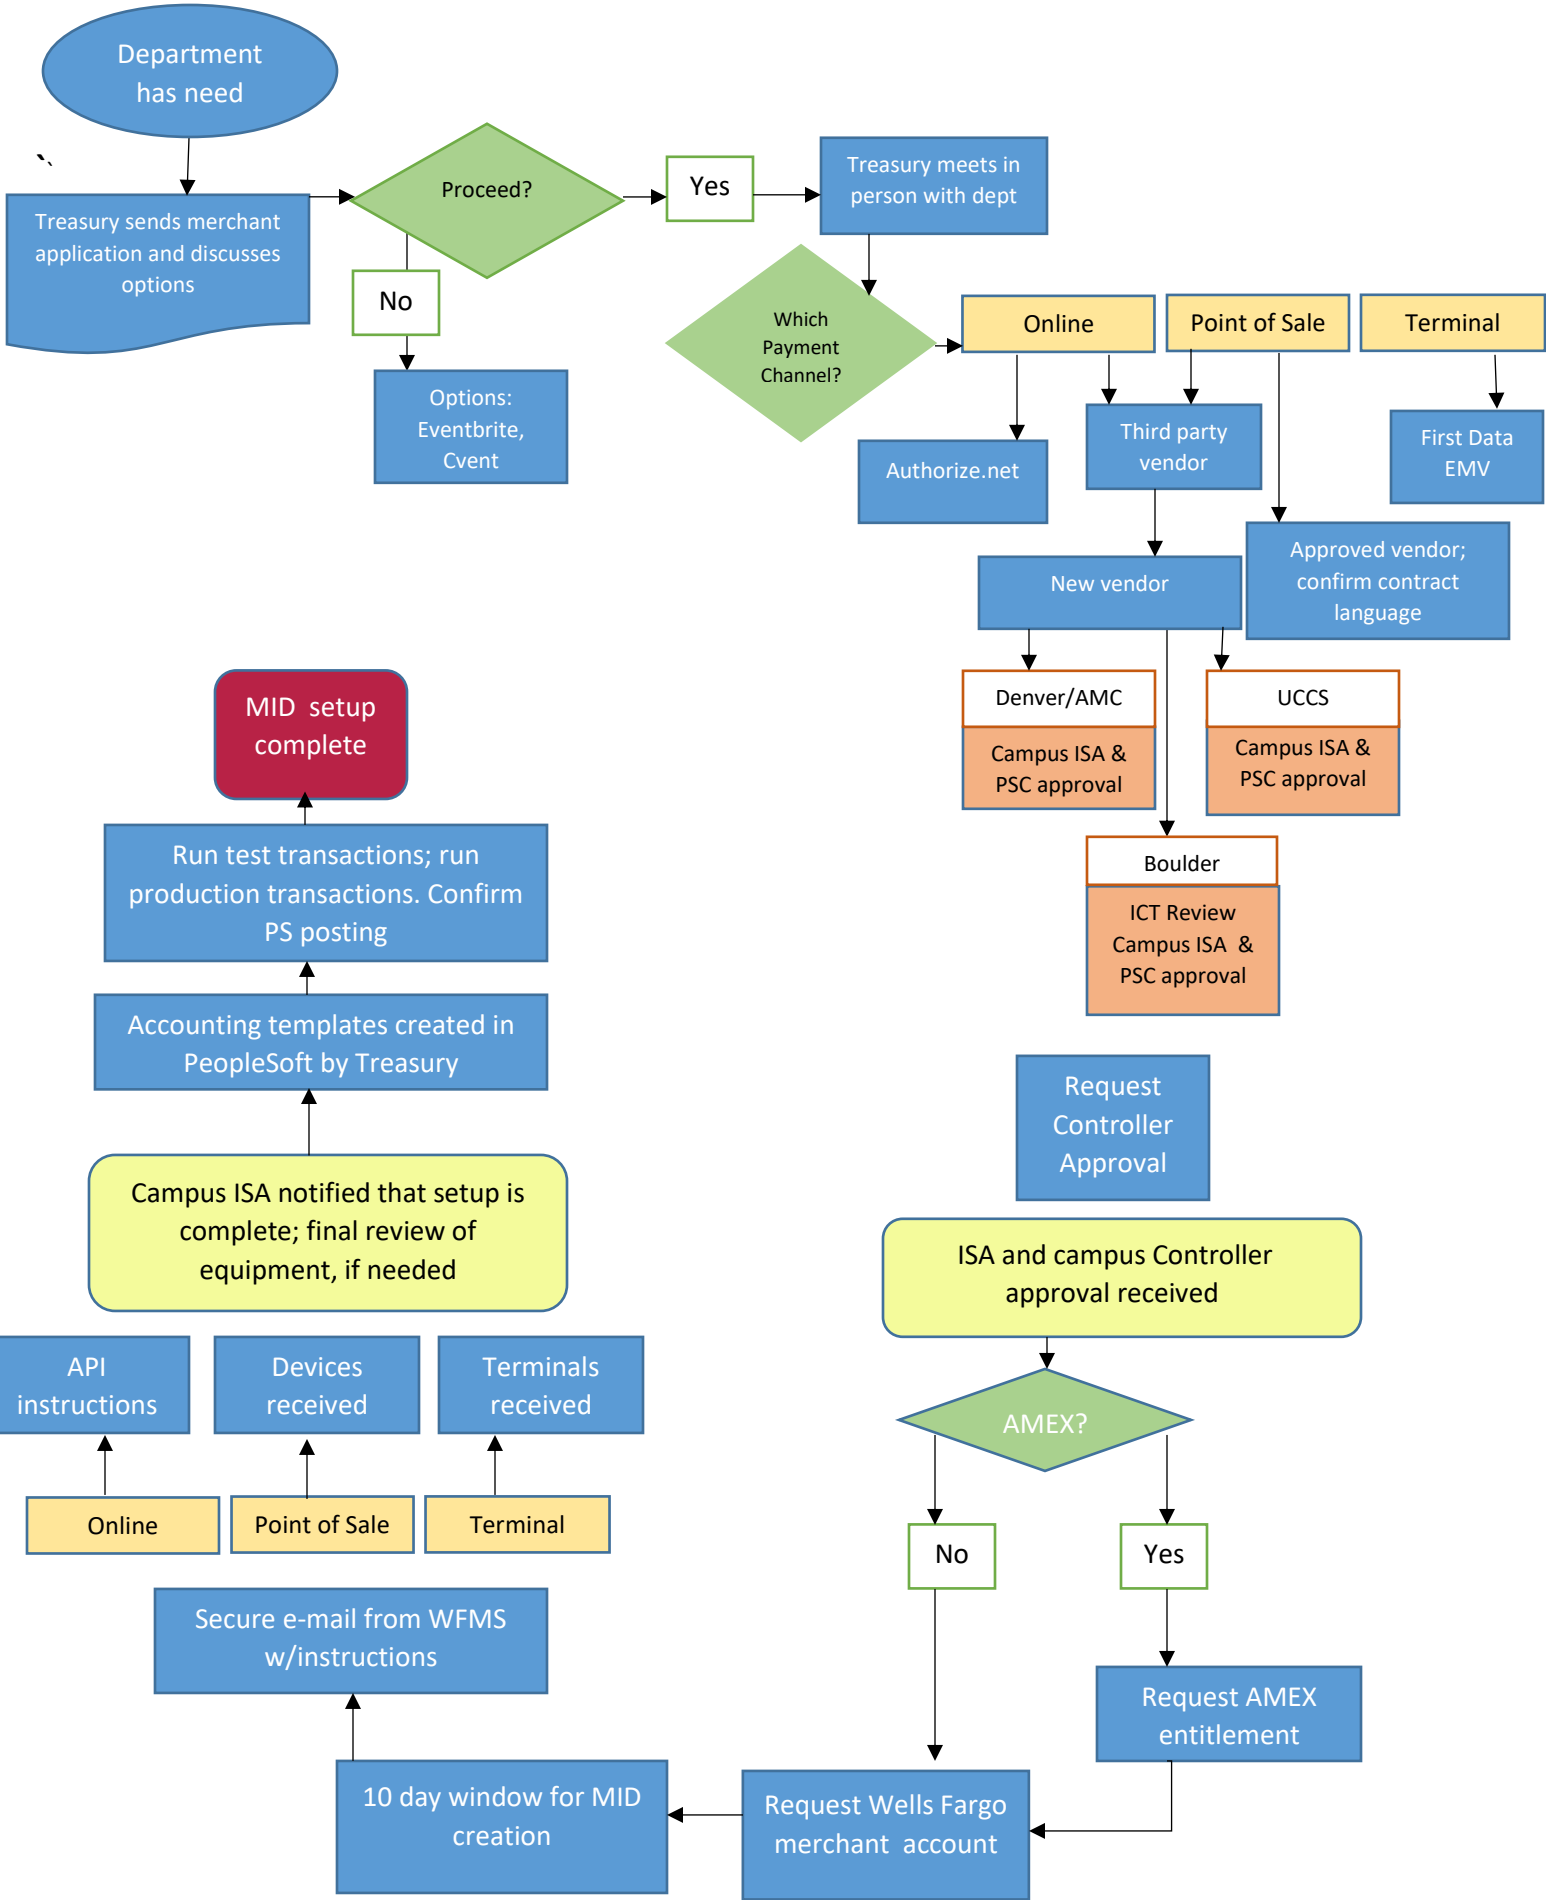 Department
has need
Treasury sends merchant
application and discusses
options
Proceed?
Yes
No
Options:
Eventbrite,
Cvent
Treasury meets in
person with dept
Which
Payment
Channel?
Online
Point of Sale
Terminal
Authorize.net
Third party
vendor
First Data
EMV
New vendor
Approved vendor;
confirm contract
language
Denver/AMC
Campus ISA &
PSC approval
UCCS
Campus ISA &
PSC approval
Boulder
ICT Review
Campus ISA &
PSC approval
Request
Controller
Approval
ISA and campus Controller
approval received
AMEX?
No
Yes
Request AMEX
entitlement
Request Wells Fargo
merchant account
10 day window for MID
creation
Secure e-mail from WFMS
w/instructions
Online
Point of Sale
Terminal
API
instructions
Devices
received
Terminals
received
Campus ISA notified that setup is
complete; final review of
equipment, if needed
Accounting templates created in
PeopleSoft by Treasury
Run test transactions; run
production transactions. Confirm
PS posting
MID setup
complete